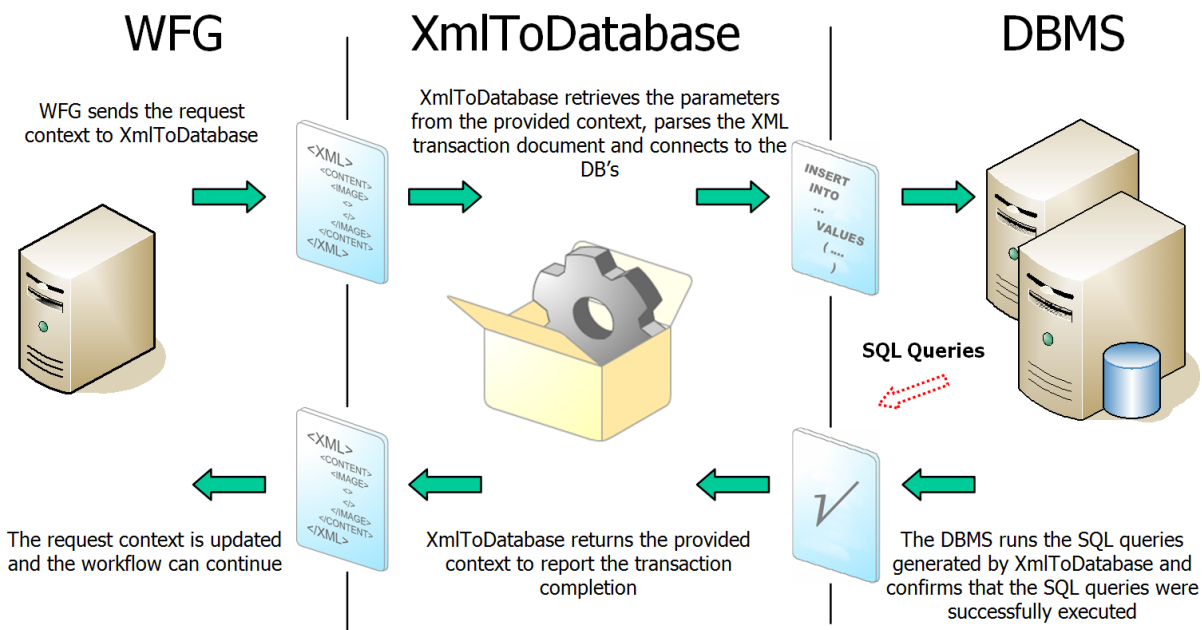 WFG
XmlToDatabase
DBMS
WFG sends the request
context to XmlToDatabase
XmlToDatabase retrieves the parameters
from the provided context, parses the XML
transaction document and connects to the
DB's
<XML>
<CONTENT>
<IMAGE>
<>
</>
</IMAGE>
</CONTENT>
</XML>
INSERT
INTO
...
VALUES
(....
)
SQL Queries
<XML>
<CONTENT>
<IMAGE>
<>
</>
</IMAGE>
</CONTENT>
</XML>
√
The request context is updated
and the workflow can continue
XmlToDatabase returns the provided
context to report the transaction
completion
The DBMS runs the SQL queries
generated by XmlToDatabase and
confirms that the SQL queries were
successfully executed